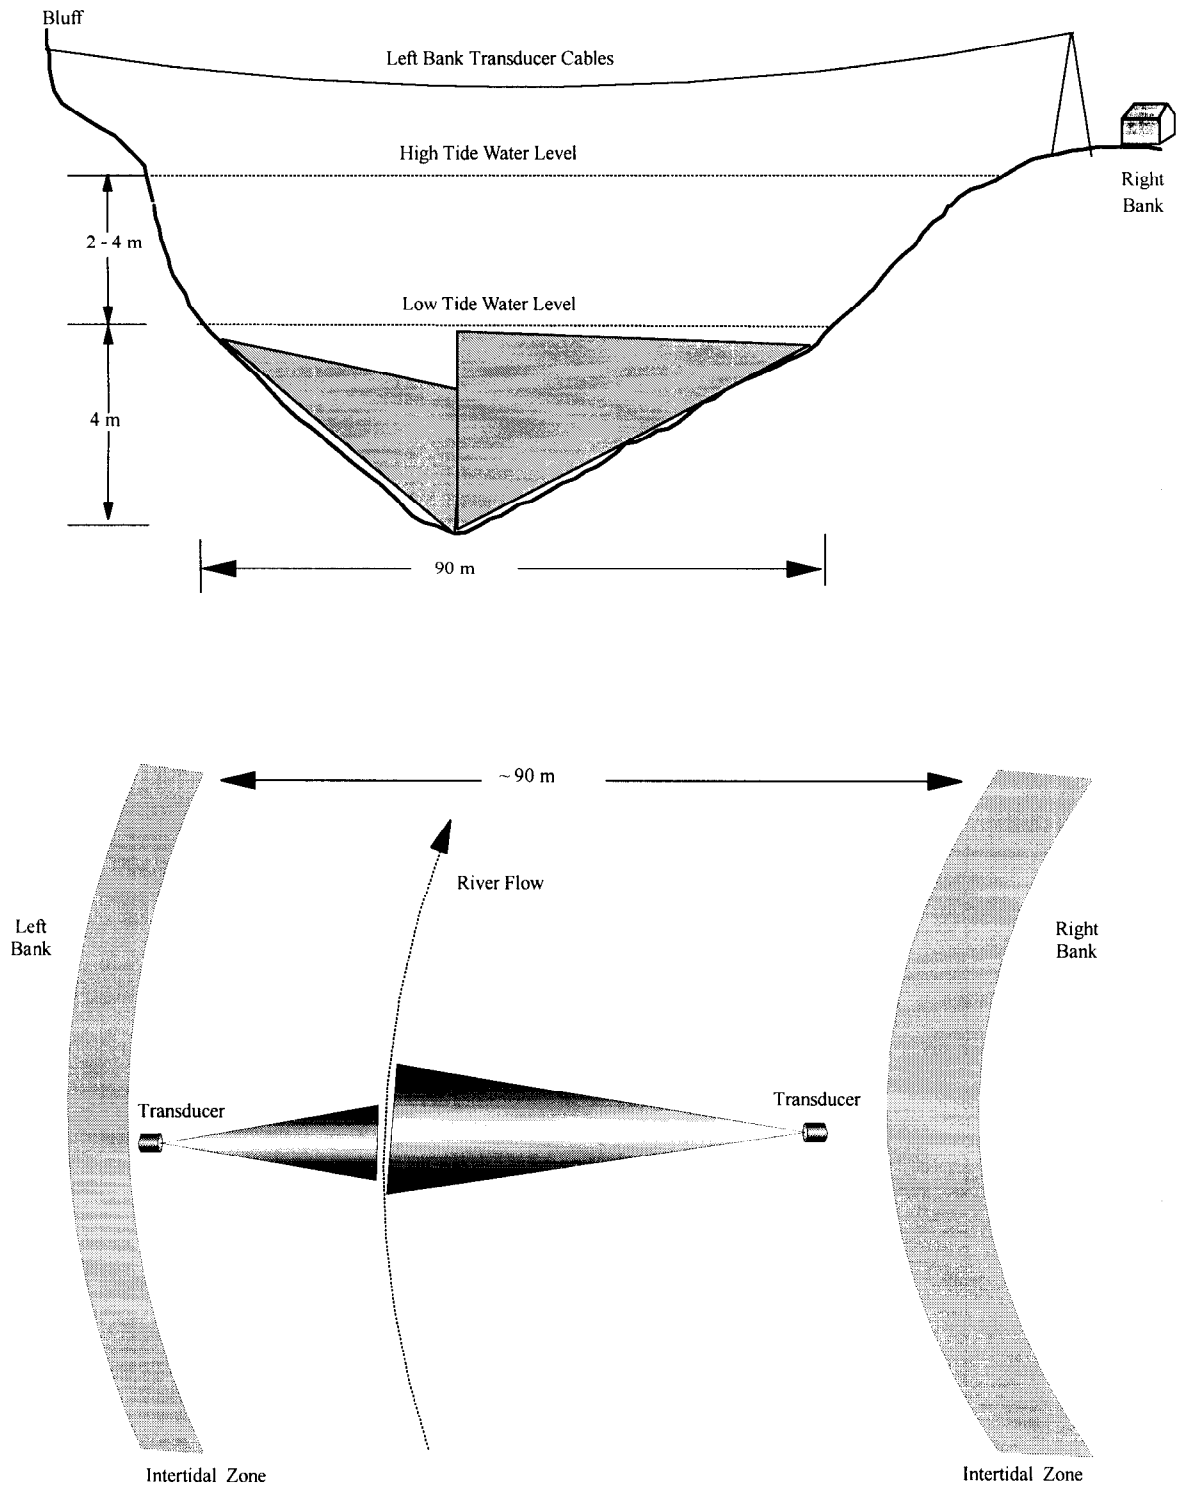 Bluff
Left Bank Transducer Cables
High Tide Water Level
Right
Bank
2 - 4 m
Low Tide Water Level
4 m
90 m
~ 90 m
River Flow
Left
Bank
Right
Bank
Transducer
Transducer
Intertidal Zone
Intertidal Zone